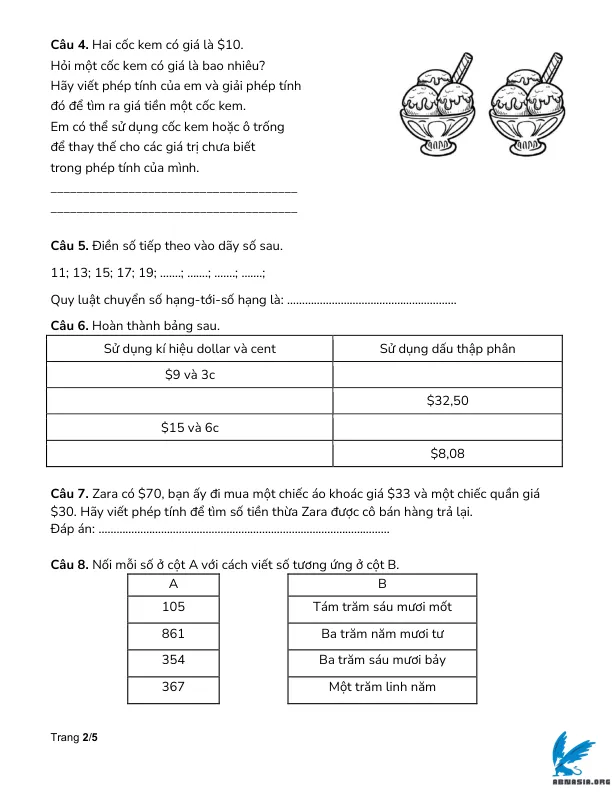 Câu 4. Hai cốc kem có giá là $10.
Hỏi một cốc kem có giá là bao nhiêu?
Hãy viết phép tính của em và giải phép tính
đó để tìm ra giá tiền một cốc kem.
Em có thể sử dụng cốc kem hoặc ô trống
để thay thế cho các giá trị chưa biết
trong phép tính của mình.
______________________________________
______________________________________
Câu 5. Điền số tiếp theo vào dãy số sau.
11; 13; 15; 17; 19; .......; .......; .......; .......;
Quy luật chuyển số hạng-tới-số hạng là: .........................................................
Câu 6. Hoàn thành bảng sau.
Sử dụng kí hiệu dollar và cent Sử dụng dấu thập phân
$9 và 3c
$32,50
$15 và 6c
$8,08
Câu 7. Zara có $70, bạn ấy đi mua một chiếc áo khoác giá $33 và một chiếc quần giá
$30. Hãy viết phép tính để tìm số tiền thừa Zara được cô bán hàng trả lại.
Đáp án: ..................................................................................................
Câu 8. Nối mỗi số ở cột A với cách viết số tương ứng ở cột B.
A B
105 Tám trăm sáu mươi mốt
861 Ba trăm năm mươi tư
354 Ba trăm sáu mươi bảy
367 Một trăm linh năm
Trang 2/5
ABNASIA.ORG